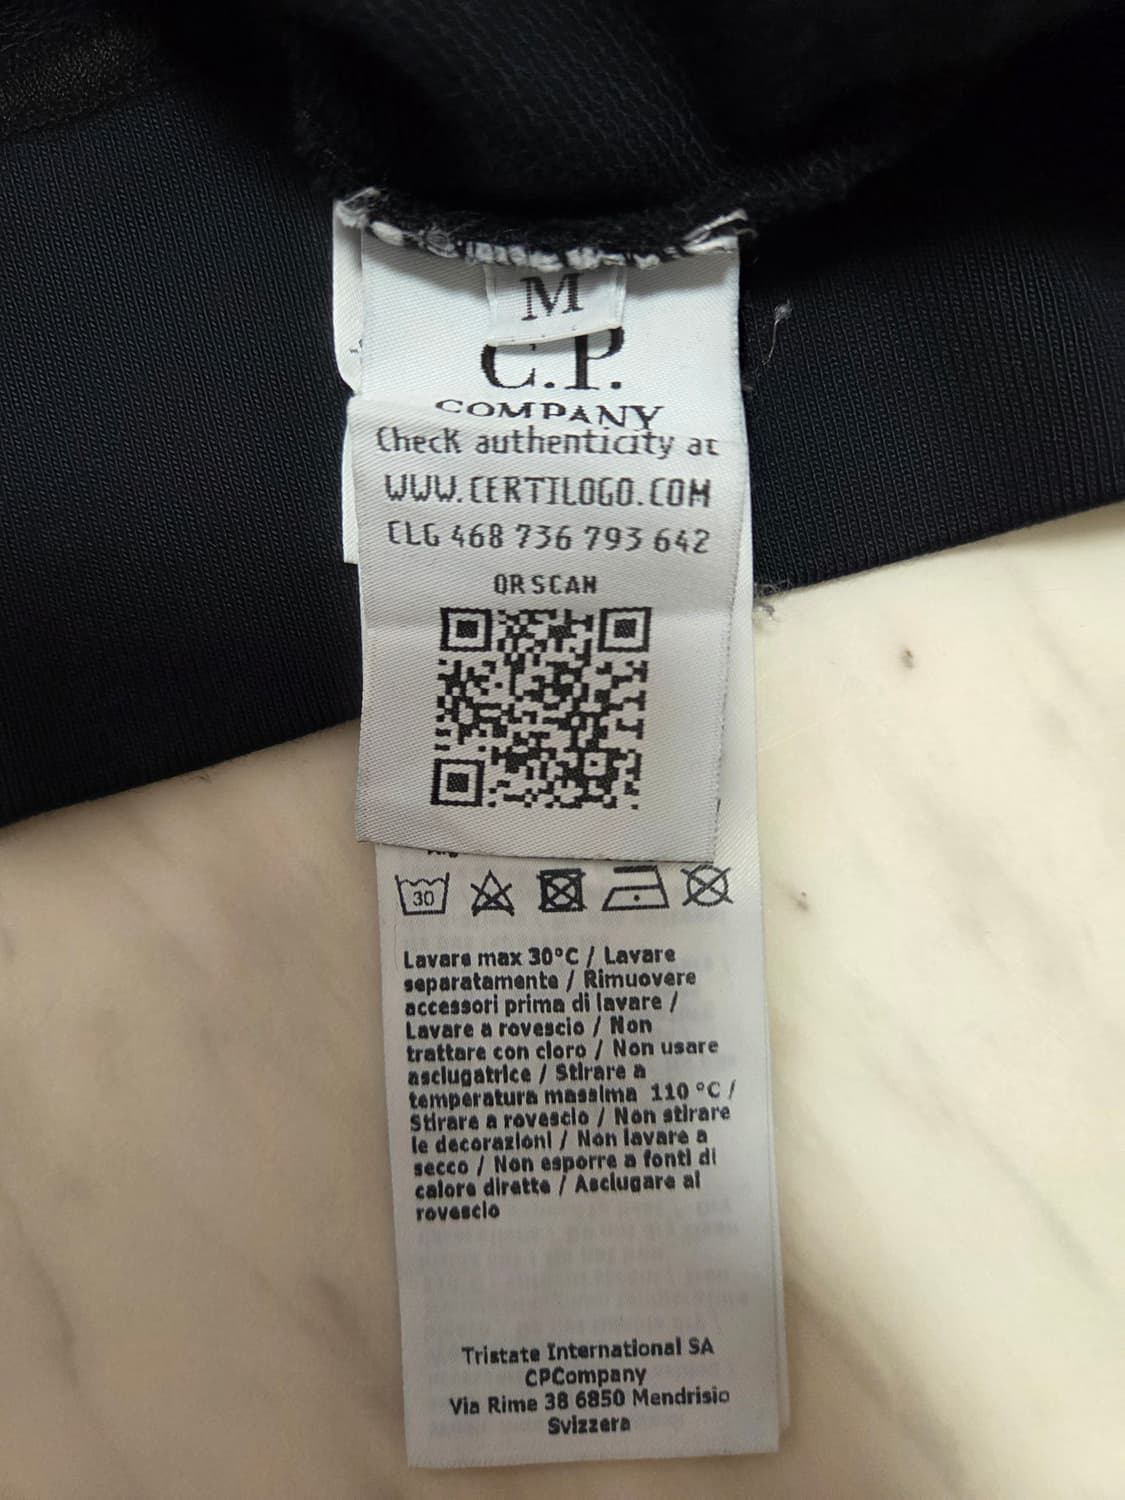 M
C.P.
COMPANY
Check authenticity at
WWW.CERTILOGO.COM
CLG 468 736 793 642
QR SCAN
30
Lavare max 30°C / Lavare
separatamente / Rimuovere
accessori prima di lavare /
Lavare a rovescio / Non
trattare con cloro / Non usare
asciugatrice / Stirare a
temperatura massima 110 °C /
Stirare a rovescio / Non stirare
le decorazioni / Non lavare a
secco / Non esporre a fonti di
calore dirette / Asciugare al
rovescio
Tristate International SA
CPCompany
Via Rime 38 6850 Mendrisio
Svizzera